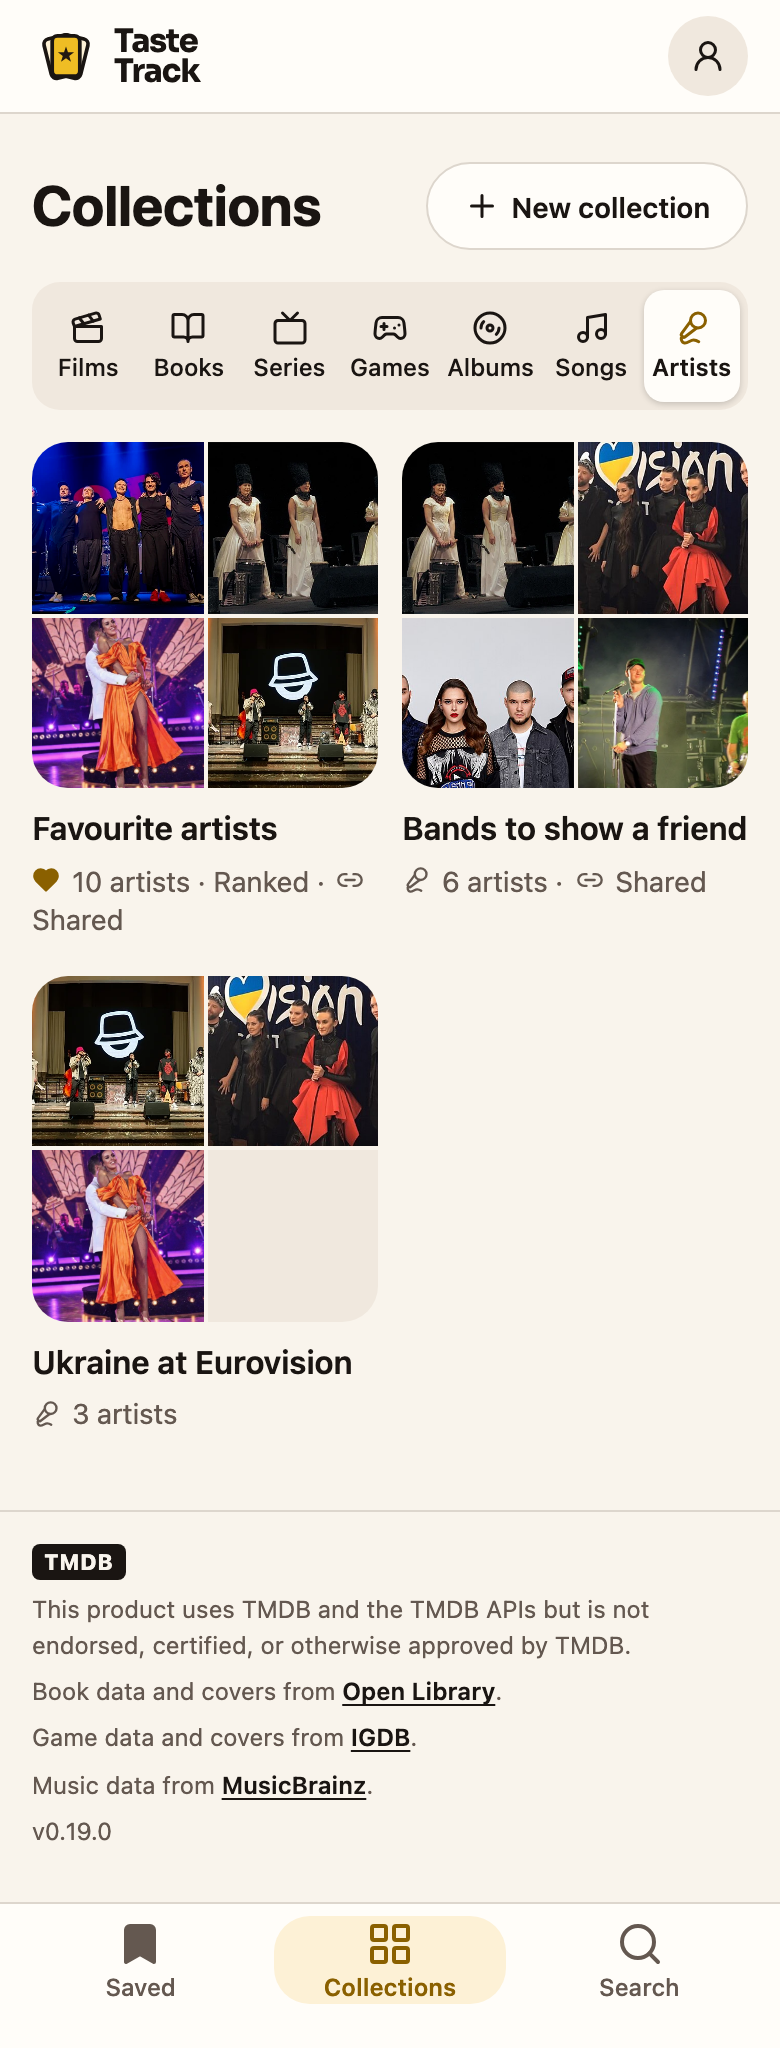 Taste
Track
Collections
New collection
Films
Books
Series
Games
Albums
Songs
Artists
ision
Favourite artists
10 artists · Ranked ·
Shared
Bands to show a friend
6 artists · Shared
ision
Ukraine at Eurovision
3 artists
TMDB
This product uses TMDB and the TMDB APIs but is not
endorsed, certified, or otherwise approved by TMDB.
Book data and covers from Open Library.
Game data and covers from IGDB.
Music data from MusicBrainz.
v0.19.0
Saved
Collections
Search